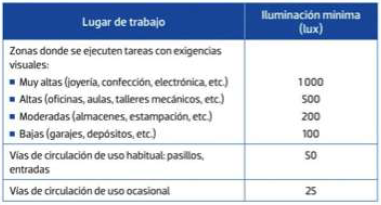 Lugar de trabajo
Iluminación mínima
(lux)
Zonas donde se ejecuten tareas con exigencias
visuales:
■ Muy altas (joyería, confección, electrónica, etc.) 1 000
■ Altas (oficinas, aulas, talleres mecánicos, etc.) 500
■ Moderadas (almacenes, estampación, etc.) 200
■ Bajas (garajes, depósitos, etc.) 100
Vías de circulación de uso habitual: pasillos, 50
entradas
Vías de circulación de uso ocasional 25